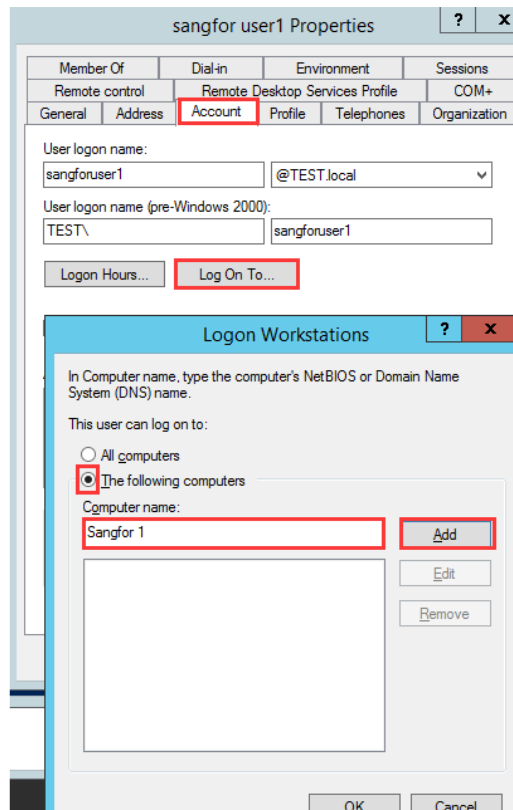 sangfor user1 Properties
? x
Member Of Dial-in Environment Sessions
Remote control Remote Desktop Services Profile COM+
General Address Account Profile Telephones Organization
User logon name:
sangforuser1 @TEST.local
User logon name (pre-Windows 2000):
TEST\ sangforuser1
Logon Hours... Log On To...
Logon Workstations
? x
In Computer name, type the computer's NetBIOS or Domain Name
System (DNS) name.
This user can log on to:
All computers
The following computers
Computer name:
Sangfor 1 Add
Edit
Remove
OK Cancel